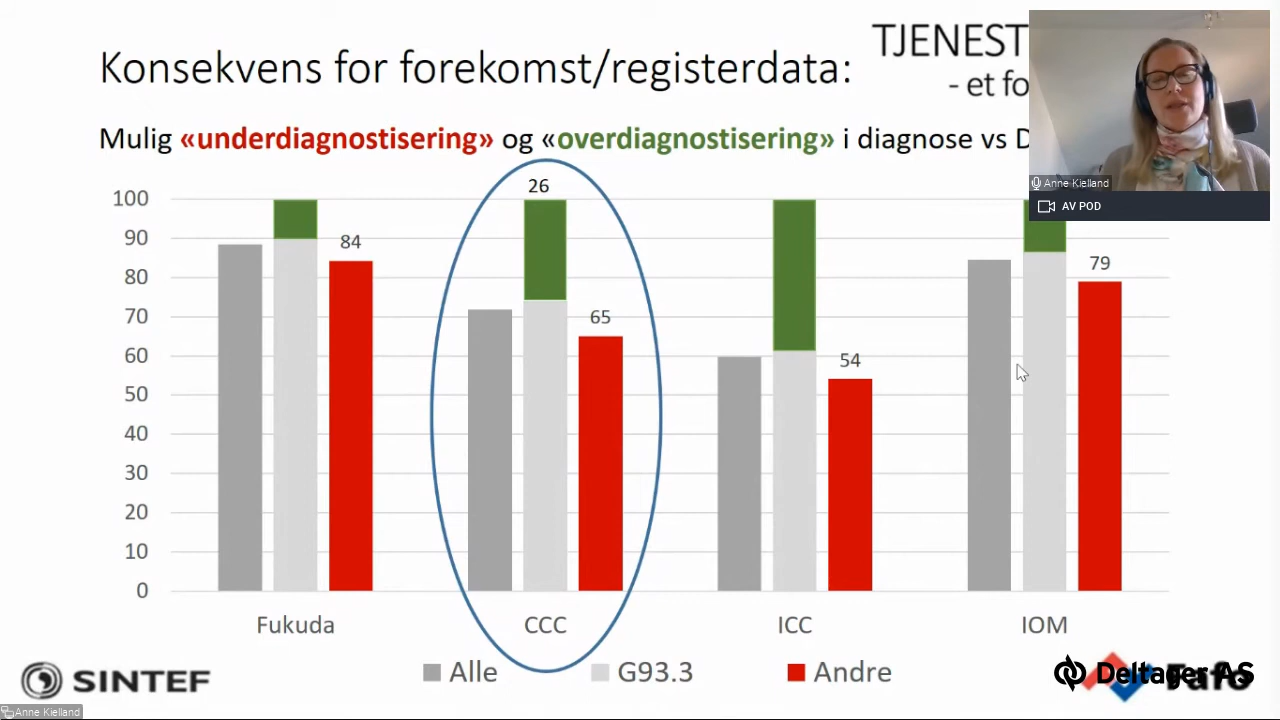 TJENEST
Konsekvens for forekomst/registerdata:
- et fo
Mulig «underdiagnostisering» og «overdiagnostisering» i diagnose vs D
Anne Kielland
AV POD
100
90
80
70
60
50
40
30
20
10
0
84
26
65
54
79
Fukuda
CCC
ICC
IOM
Alle
G93.3
Andre
SINTEF
Deltager AS
Fafo
Anne Kielland